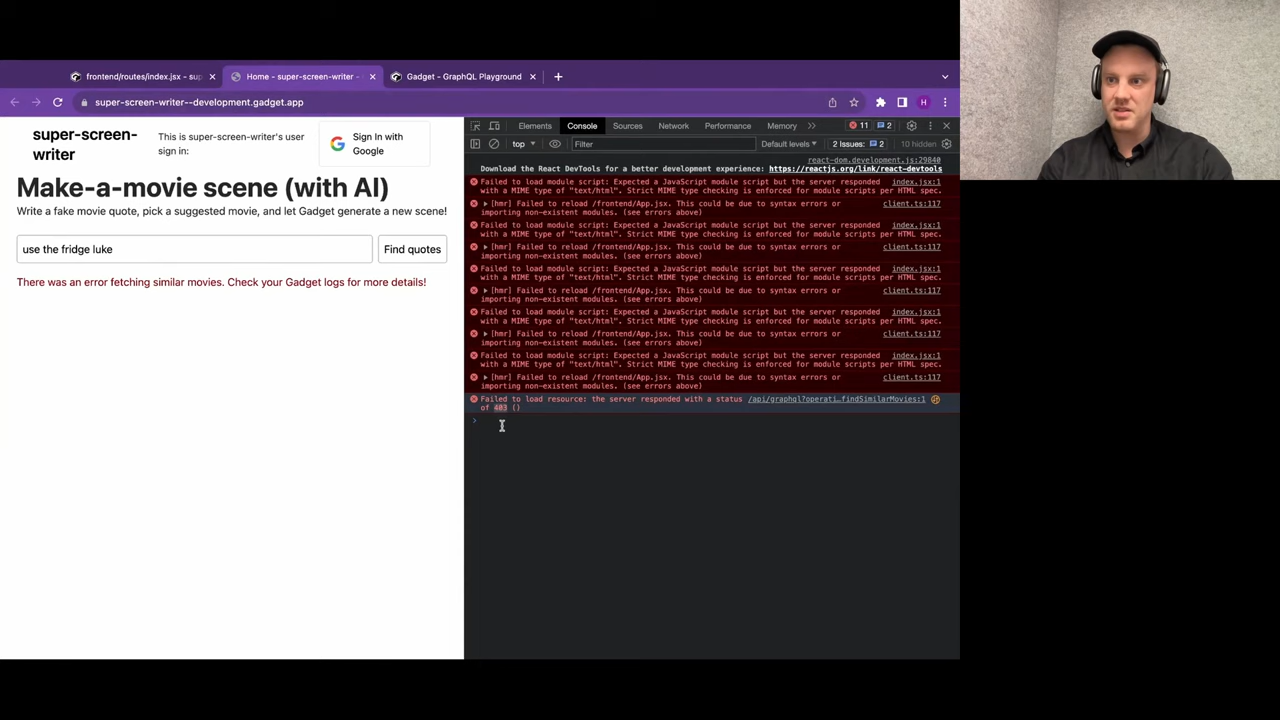 frontend/routes/index.jsx - su
Home - super-screen-writer -
Gadget - GraphQL Playground
super-screen-writer--development.gadget.app
H
super-screen-
writer
This is super-screen-writer's user
sign in:
Sign In with
Google
Make-a-movie scene (with AI)
Write a fake movie quote, pick a suggested movie, and let Gadget generate a new scene!
use the fridge luke
Find quotes
There was an error fetching similar movies. Check your Gadget logs for more details!
Elements
Console
Sources
Network
Performance
Memory
11
2
top
Filter
Default levels
2 Issues:
2
10 hidden
react-dom.development.js:29840
Download the React DevTools for a better development experience: https://reactjs.org/link/react-devtools
Failed to load module script: Expected a JavaScript module script but the server responded index.jsx:1
with a MIME type of "text/html". Strict MIME type checking is enforced for module scripts per HTML spec.
[hmr] Failed to reload /frontend/App.jsx. This could be due to syntax errors or client.ts:117
importing non-existent modules. (see errors above)
Failed to load module script: Expected a JavaScript module script but the server responded index.jsx:1
with a MIME type of "text/html". Strict MIME type checking is enforced for module scripts per HTML spec.
[hmr] Failed to reload /frontend/App.jsx. This could be due to syntax errors or client.ts:117
importing non-existent modules. (see errors above)
Failed to load module script: Expected a JavaScript module script but the server responded index.jsx:1
with a MIME type of "text/html". Strict MIME type checking is enforced for module scripts per HTML spec.
[hmr] Failed to reload /frontend/App.jsx. This could be due to syntax errors or client.ts:117
importing non-existent modules. (see errors above)
Failed to load module script: Expected a JavaScript module script but the server responded index.jsx:1
with a MIME type of "text/html". Strict MIME type checking is enforced for module scripts per HTML spec.
[hmr] Failed to reload /frontend/App.jsx. This could be due to syntax errors or client.ts:117
importing non-existent modules. (see errors above)
Failed to load module script: Expected a JavaScript module script but the server responded index.jsx:1
with a MIME type of "text/html". Strict MIME type checking is enforced for module scripts per HTML spec.
[hmr] Failed to reload /frontend/App.jsx. This could be due to syntax errors or client.ts:117
importing non-existent modules. (see errors above)
Failed to load resource: the server responded with a status /api/graphql?operati…findSimilarMovies:1
of 403 ()